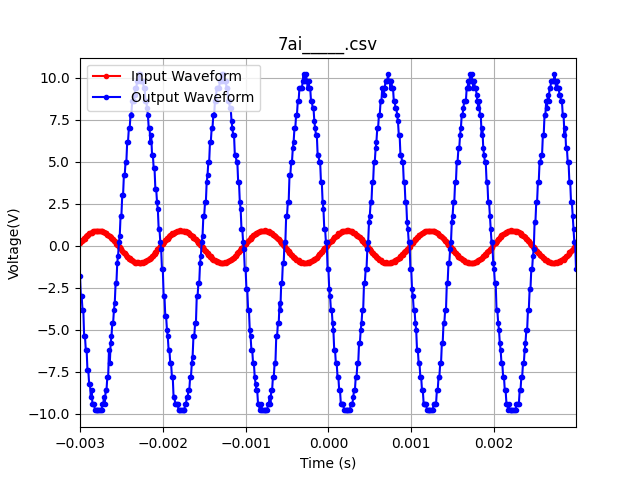 7ai_____.csv
Input Waveform
Output Waveform
Voltage(V)
10.0
7.5
5.0
2.5
0.0
−2.5
−5.0
−7.5
−10.0
−0.003 −0.002 −0.001 0.000 0.001 0.002
Time (s)